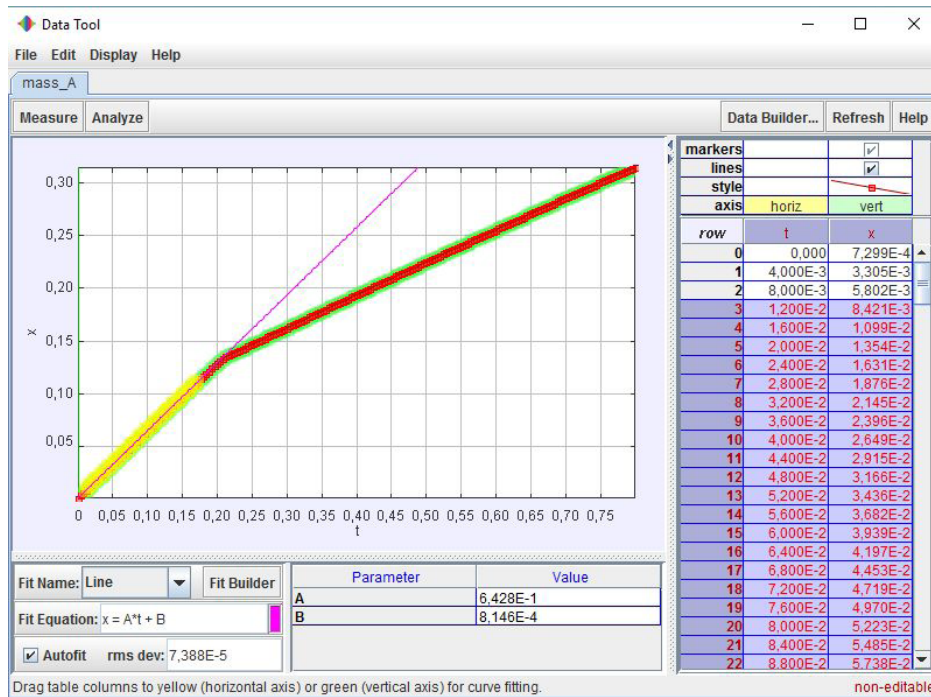 Data Tool
File Edit Display Help
mass_A
Measure Analyze Data Builder... Refresh Help
0,30
0,25
0,20
0,15
0,10
0,05
x
0 0,05 0,10 0,15 0,20 0,25 0,30 0,35 0,40 0,45 0,50 0,55 0,60 0,65 0,70 0,75
t
markers
lines
style
axis horiz vert
row t x
0 0,000 7,299E-4
1 4,000E-3 3,305E-3
2 8,000E-3 5,802E-3
3 1,200E-2 8,421E-3
4 1,600E-2 1,099E-2
5 2,000E-2 1,354E-2
6 2,400E-2 1,631E-2
7 2,800E-2 1,876E-2
8 3,200E-2 2,145E-2
9 3,600E-2 2,396E-2
10 4,000E-2 2,649E-2
11 4,400E-2 2,915E-2
12 4,800E-2 3,166E-2
13 5,200E-2 3,436E-2
14 5,600E-2 3,682E-2
15 6,000E-2 3,939E-2
16 6,400E-2 4,197E-2
17 6,800E-2 4,453E-2
18 7,200E-2 4,719E-2
19 7,600E-2 4,970E-2
20 8,000E-2 5,223E-2
21 8,400E-2 5,485E-2
22 8,800E-2 5,738E-2
Fit Name: Line Fit Builder
Fit Equation: x = A*t + B
Autofit rms dev: 7,388E-5
Parameter Value
A 6,428E-1
B 8,146E-4
Drag table columns to yellow (horizontal axis) or green (vertical axis) for curve fitting. non-editable